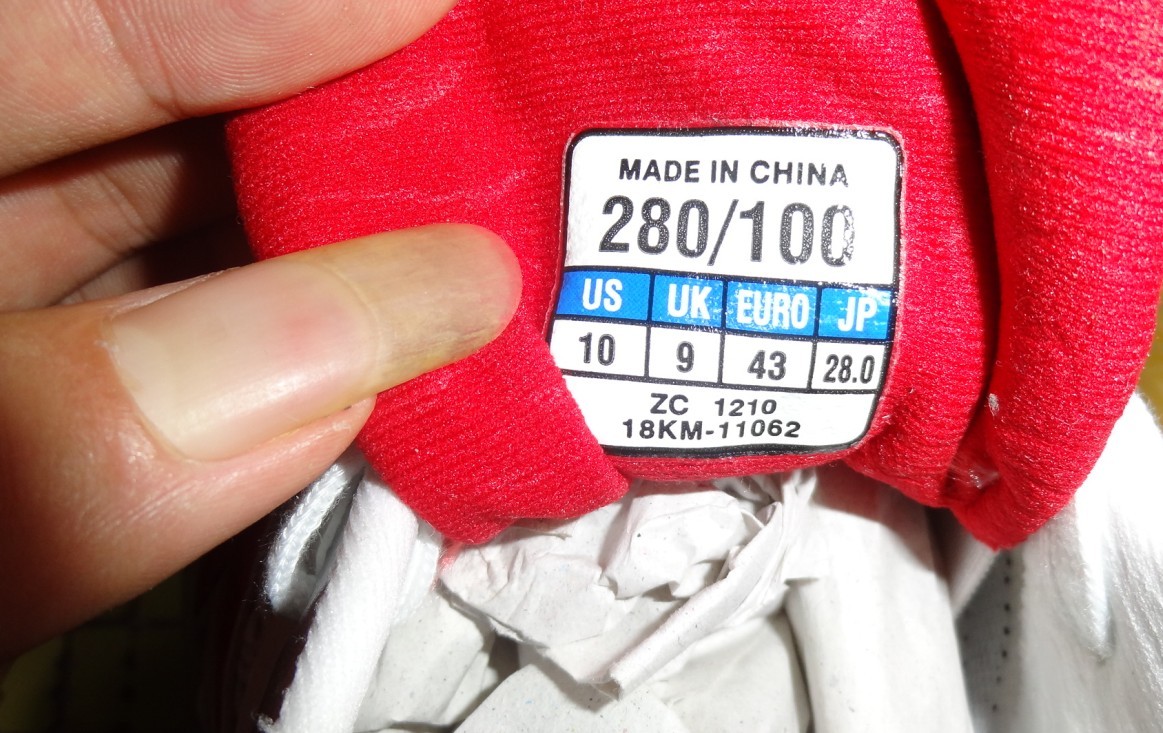 MADE IN CHINA
280/100
US UK EURO JP
10 9 43 28.0
ZC 1210
18KM-11062